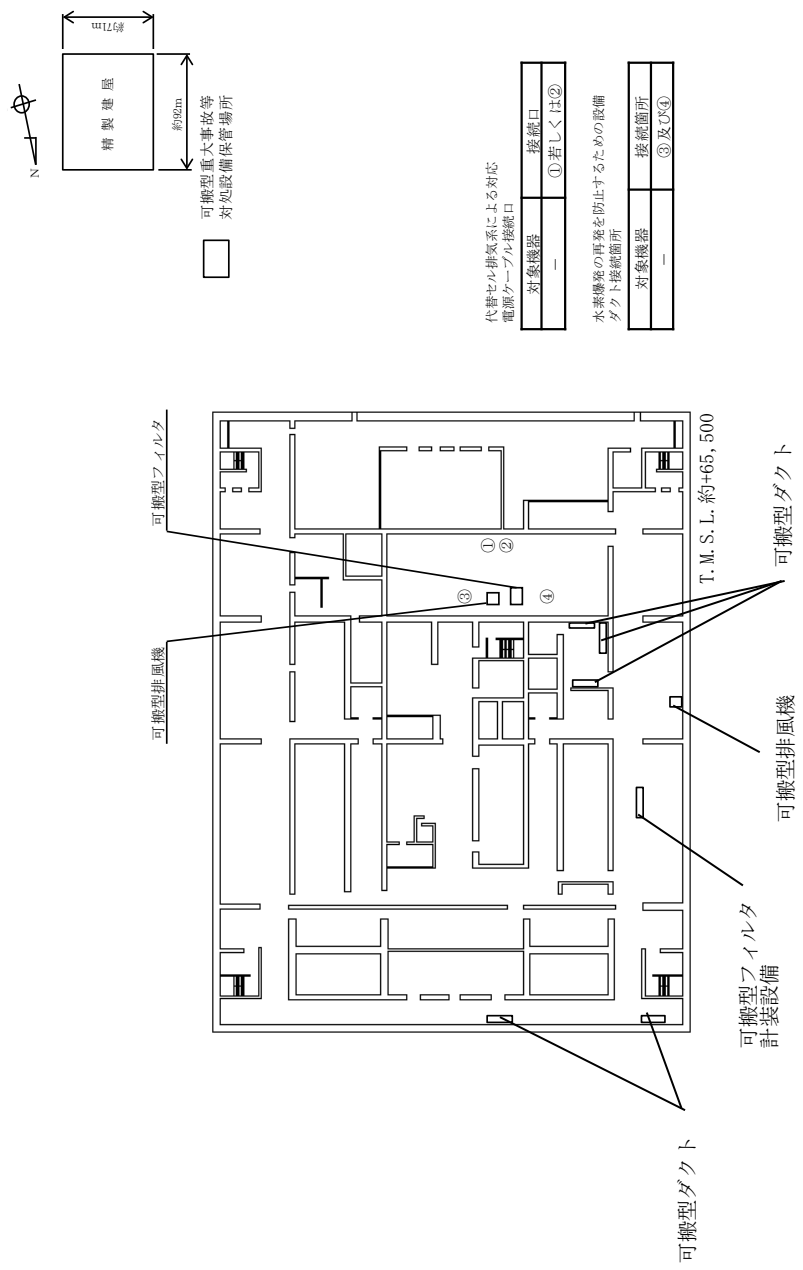 N
精製建屋
約92m
約71m
可搬型重大事故等
対処設備保管場所
代替セル排気系による対応
電源ケーブル接続口
対象機器 接続口
－ ①若しくは②
水素爆発の再発を防止するための設備
ダクト接続箇所
対象機器 接続箇所
－ ③及び④
可搬型フィルタ
可搬型排風機
①
②
③
④
T.M.S.L.約+65,500
可搬型ダクト
可搬型排風機
可搬型フィルタ
計装設備
可搬型ダクト